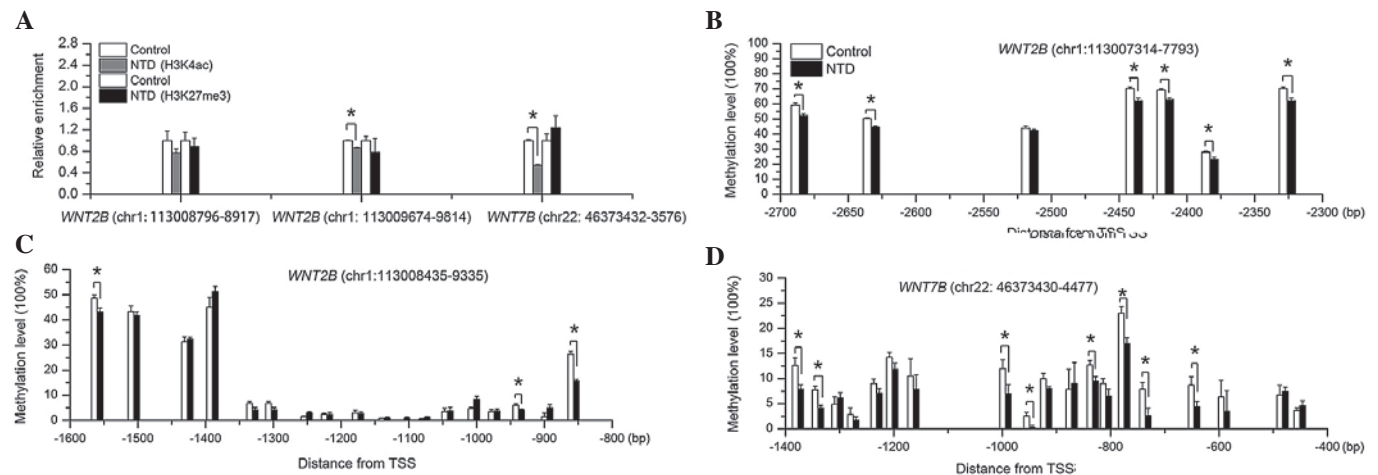 A
2.8
2.4
2.0
1.6
1.2
0.8
0.4
0.0
Relative enrichment
Control
NTD (H3K4ac)
Control
NTD (H3K27me3)
*
*
WNT2B (chr1: 113008796-8917)
WNT2B (chr1: 113009674-9814)
WNT7B (chr22: 46373432-3576)
B
100
90
80
70
60
50
40
30
20
10
0
Methylation level (100%)
Control
NTD
WNT2B (chr1:113007314-7793)
* * * * * *
-2700 -2650 -2600 -2550 -2500 -2450 -2400 -2350 -2300 (bp)
C
60
50
40
30
20
10
0
Methylation level (100%)
WNT2B (chr1:113008435-9335)
* * *
-1600 -1500 -1400 -1300 -1200 -1100 -1000 -900 -800 (bp)
Distance from TSS
D
30
25
20
15
10
5
0
Methylation level (100%)
WNT7B (chr22: 46373430-4477)
* * * * * * * *
-1400 -1200 -1000 -800 -600 -400 (bp)
Distance from TSS